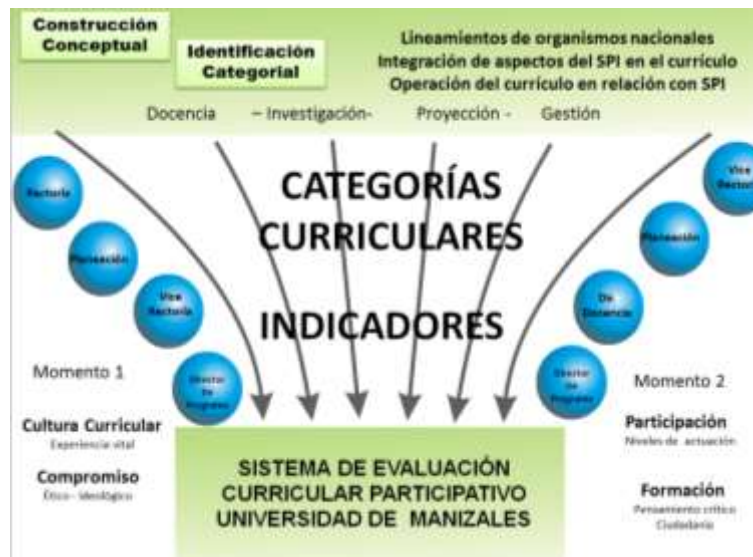 Construcción
Conceptual
Identificación
Categorial
Lineamientos de organismos nacionales
Integración de aspectos del SPI en el currículo
Operación del currículo en relación con SPI
Docencia – Investigación- Proyección - Gestión
CATEGORÍAS
CURRICULARES
INDICADORES
Rectoría
Planeación
Vice
Rectoría
Director
De
Programa
Vice
Rectoría
Planeación
De
Docencia
Director
De
Programa
Momento 1
Cultura Curricular
Experiencia vital
Compromiso
Ético - Ideológico
Momento 2
Participación
Niveles de actuación
Formación
Pensamiento crítico
Ciudadanía
SISTEMA DE EVALUACIÓN
CURRICULAR PARTICIPATIVO
UNIVERSIDAD DE MANIZALES